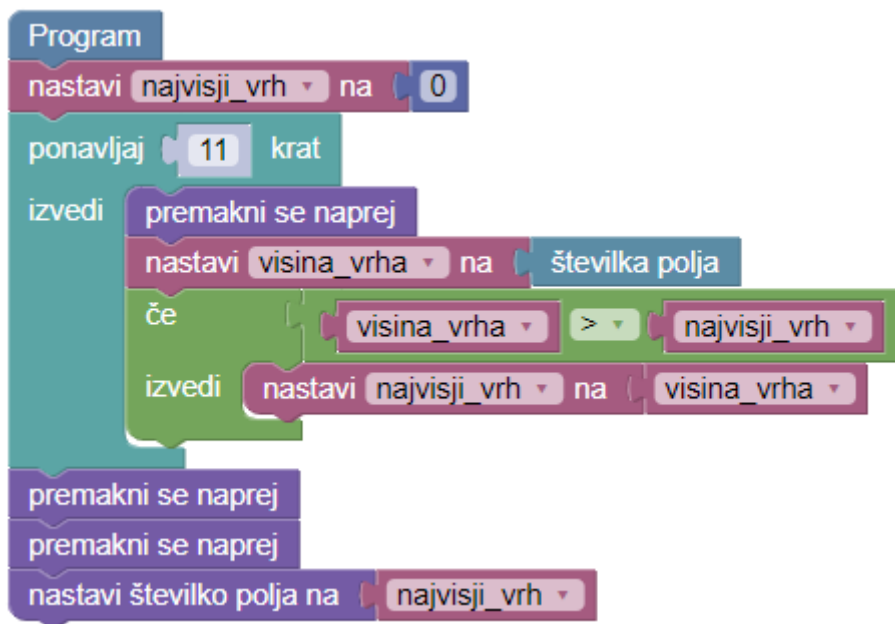 Program
nastavi najvisji_vrh na 0
ponavljaj 11 krat
izvedi premakni se naprej
nastavi visina_vrha na številka polja
če visina_vrha > najvisji_vrh
izvedi nastavi najvisji_vrh na visina_vrha
premakni se naprej
premakni se naprej
nastavi številko polja na najvisji_vrh